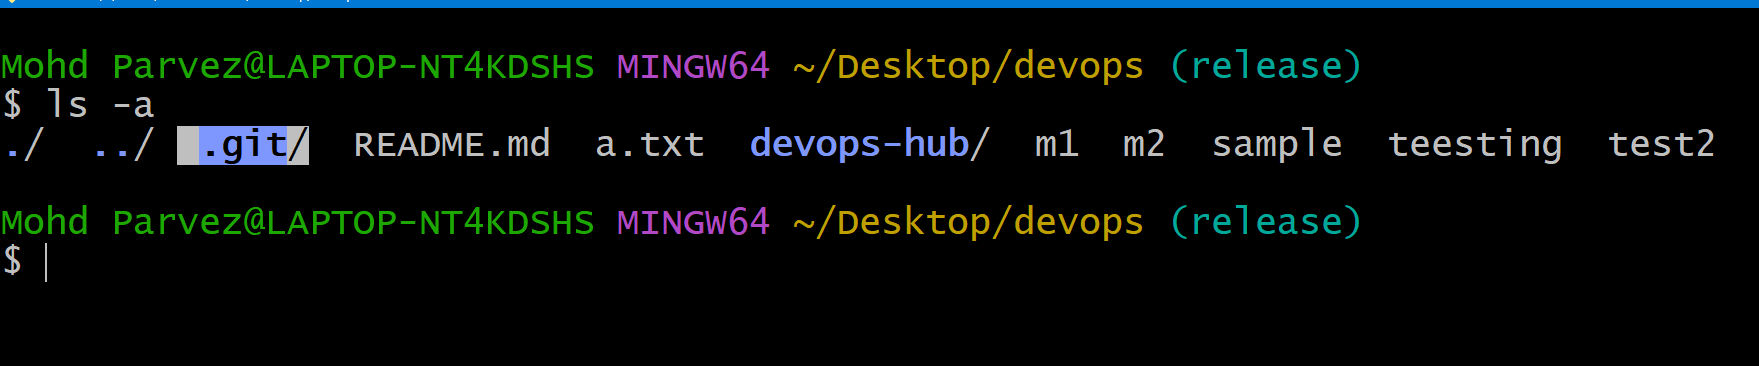 Mohd Parvez@LAPTOP-NT4KDSHS MINGW64 ~/Desktop/devops (release)
$ ls -a
./  ../  .git/  README.md  a.txt  devops-hub/  m1  m2  sample  teesting  test2
Mohd Parvez@LAPTOP-NT4KDSHS MINGW64 ~/Desktop/devops (release)
$